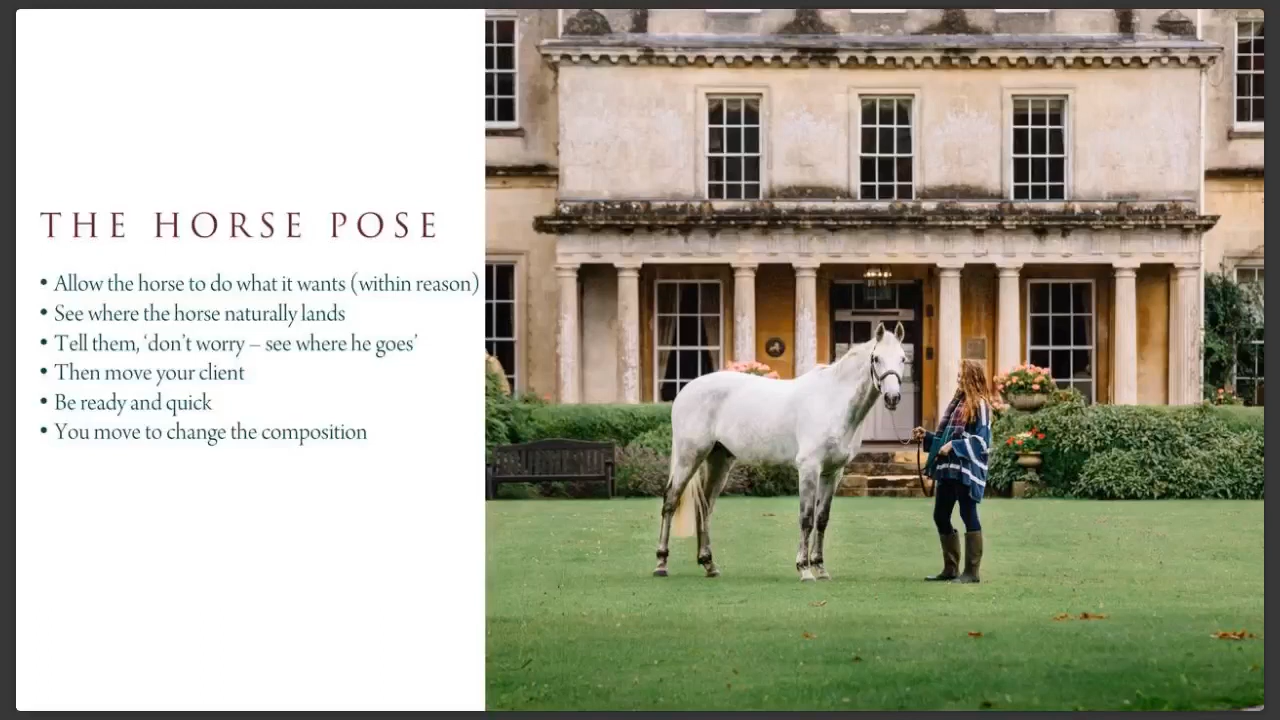 THE HORSE POSE
• Allow the horse to do what it wants (within reason)
• See where the horse naturally lands
• Tell them, ‘don’t worry – see where he goes’
• Then move your client
• Be ready and quick
• You move to change the composition